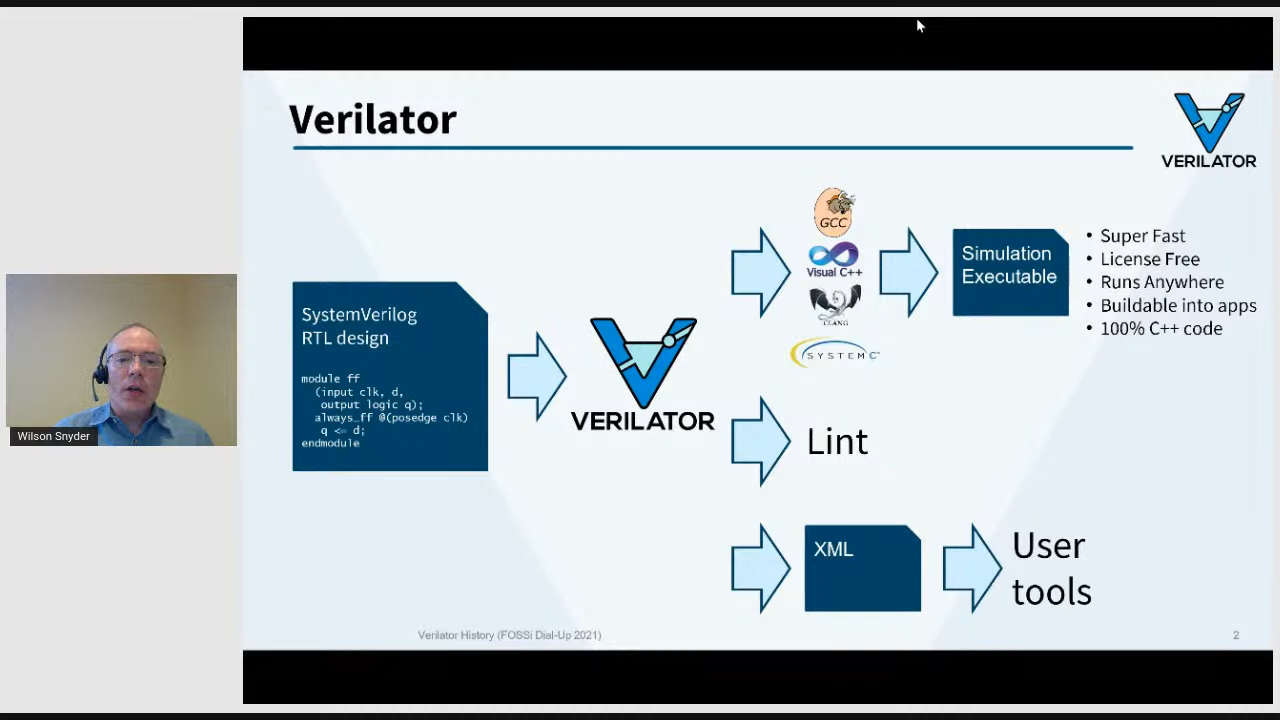 Verilator
VERILATOR
SystemVerilog
RTL design
module ff
(input clk, d,
output logic q);
always_ff @(posedge clk)
q <= d;
endmodule
VERILATOR
GCC
Visual C++
CLANG
SYSTEM C™
Simulation
Executable
• Super Fast
• License Free
• Runs Anywhere
• Buildable into apps
• 100% C++ code
Lint
XML
User
tools
Wilson Snyder
Verilator History (FOSSi Dial-Up 2021)
2